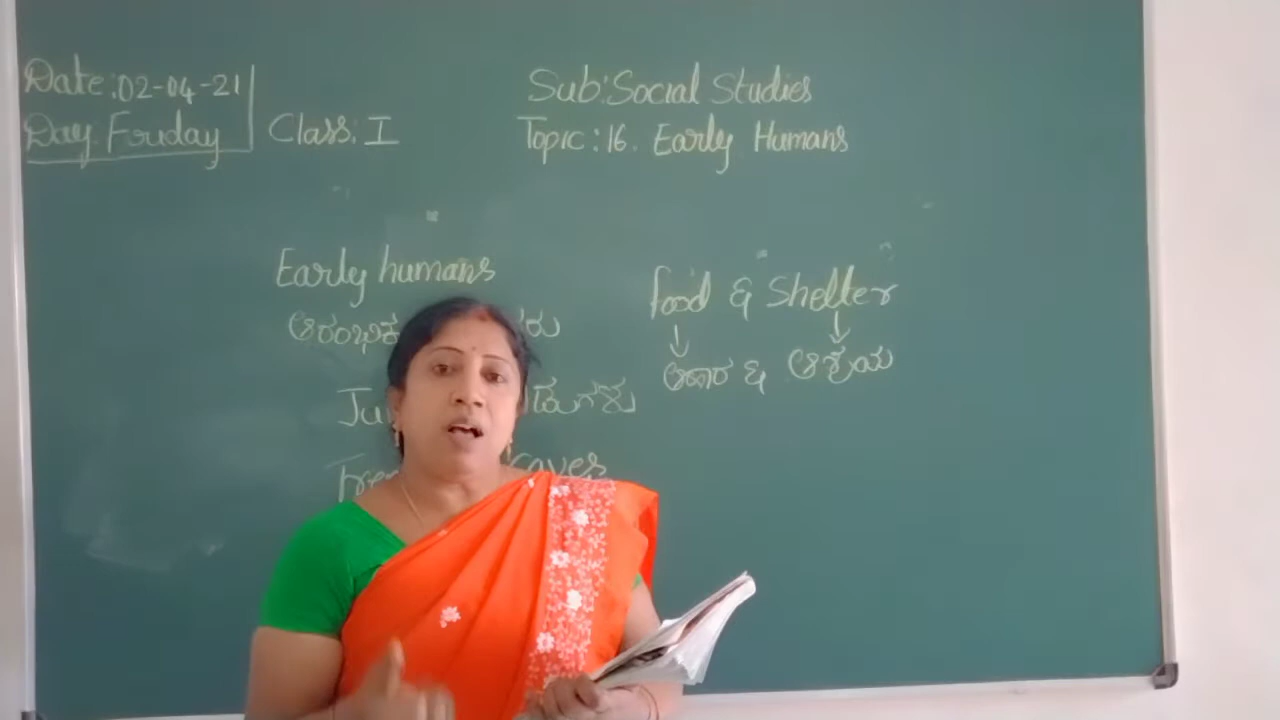 Date: 02-04-21
Day. Friday
Class: I
Sub: Social Studies
Topic: 16. Early Humans
Early humans
food & Shelter
ಆಹಾರ & ಆಶ್ರಯ